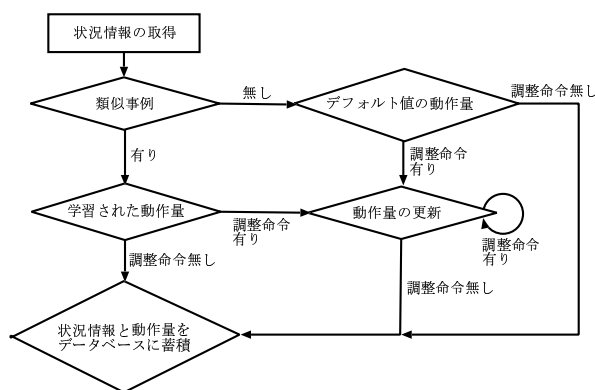 状況情報の取得
類似事例
無し
デフォルト値の動作量
調整命令無し
有り
調整命令
有り
学習された動作量
調整命令
有り
動作量の更新
調整命令
有り
調整命令無し
調整命令無し
状況情報と動作量を
データベースに蓄積